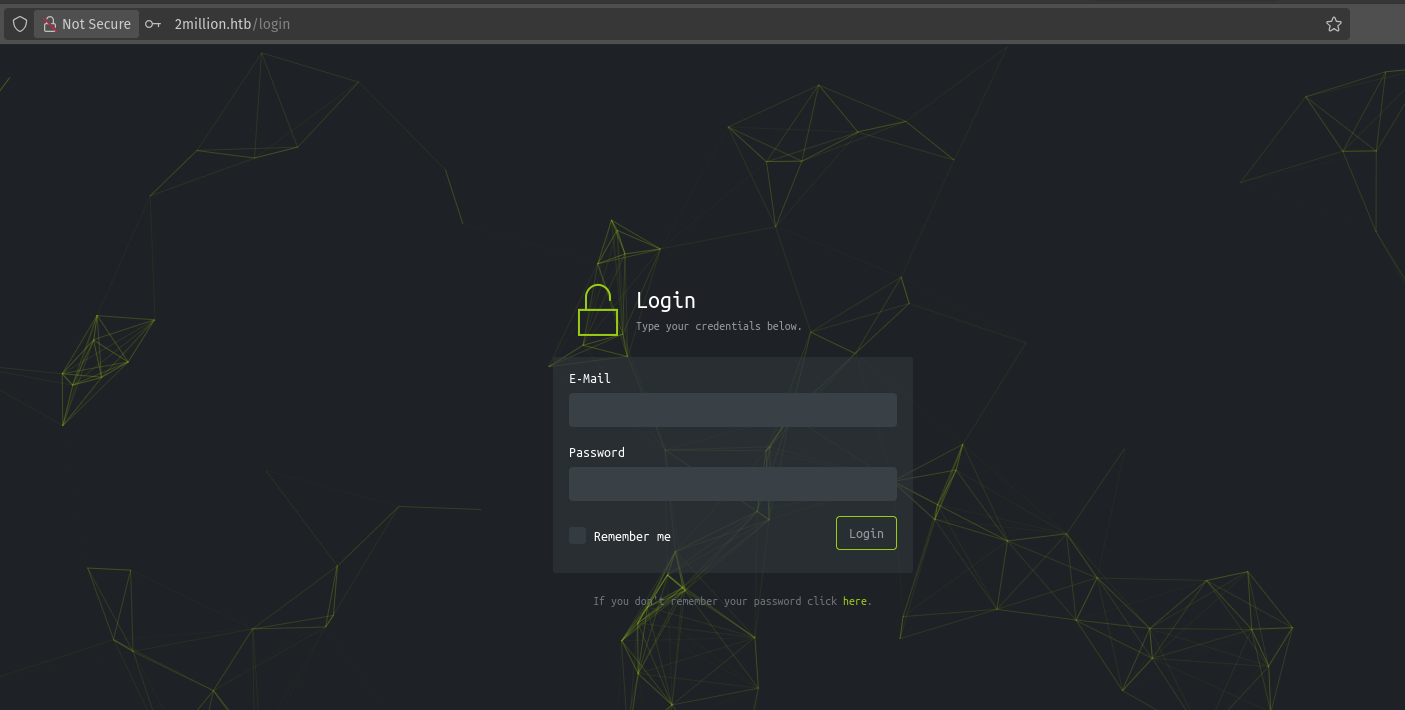 Not Secure 2million.htb/login
Login
Type your credentials below.
E-Mail
Password
Remember me
Login
If you don't remember your password click here.